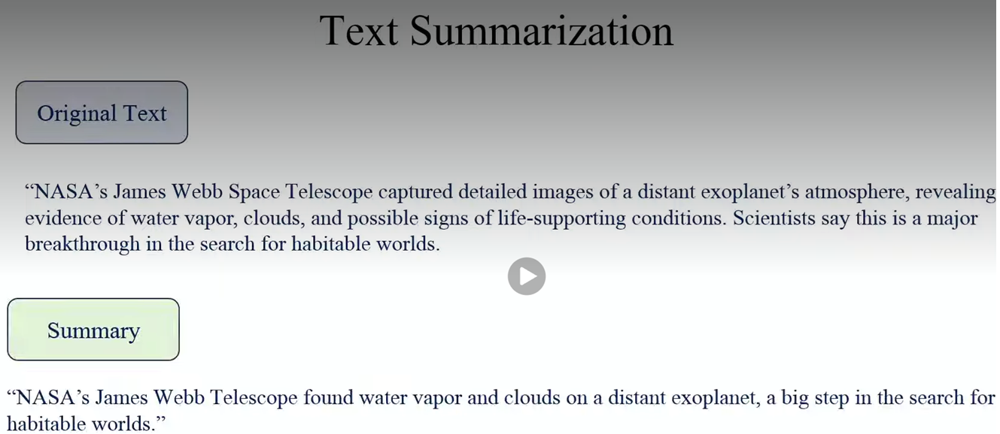 Text Summarization
Original Text
“NASA’s James Webb Space Telescope captured detailed images of a distant exoplanet’s atmosphere, revealing
evidence of water vapor, clouds, and possible signs of life-supporting conditions. Scientists say this is a major
breakthrough in the search for habitable worlds.
Summary
“NASA’s James Webb Telescope found water vapor and clouds on a distant exoplanet, a big step in the search for
habitable worlds.”